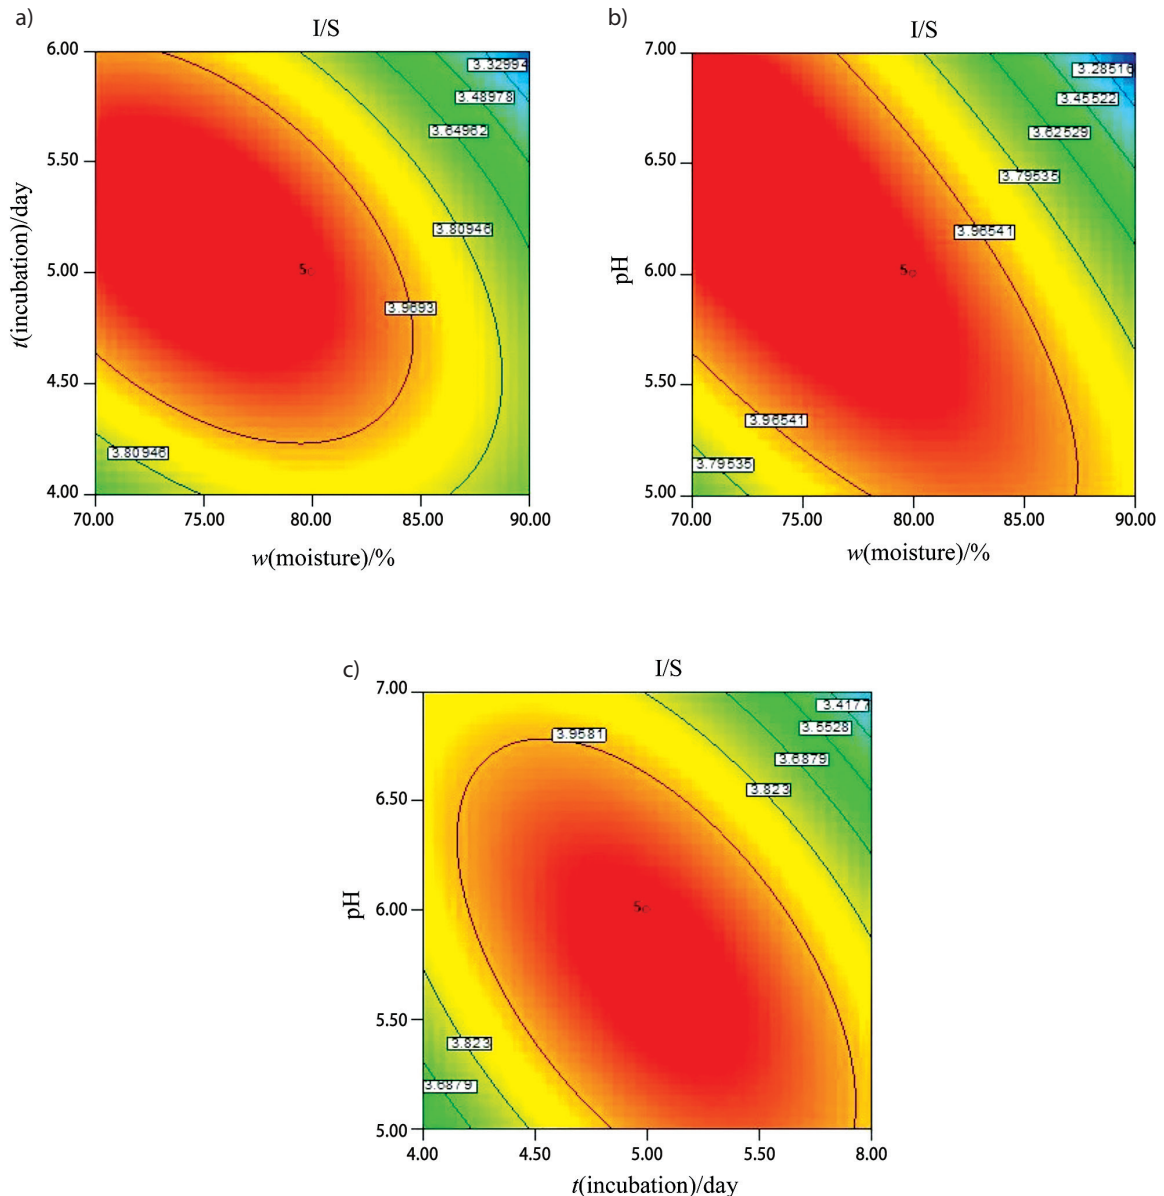 a)
I/S
6.00
5.50
5.00
4.50
4.00
t(incubation)/day
3.32994
3.48978
3.64962
3.80946
3.9693
3.80946
5
70.00 75.00 80.00 85.00 90.00
w(moisture)/%
b)
I/S
7.00
6.50
6.00
5.50
5.00
pH
3.28516
3.45522
3.62529
3.79535
3.96541
5
3.96541
3.79535
70.00 75.00 80.00 85.00 90.00
w(moisture)/%
c)
I/S
7.00
6.50
6.00
5.50
5.00
pH
3.4177
3.5528
3.6879
3.823
3.9581
5
3.823
3.6879
4.00 4.50 5.00 5.50 8.00
t(incubation)/day